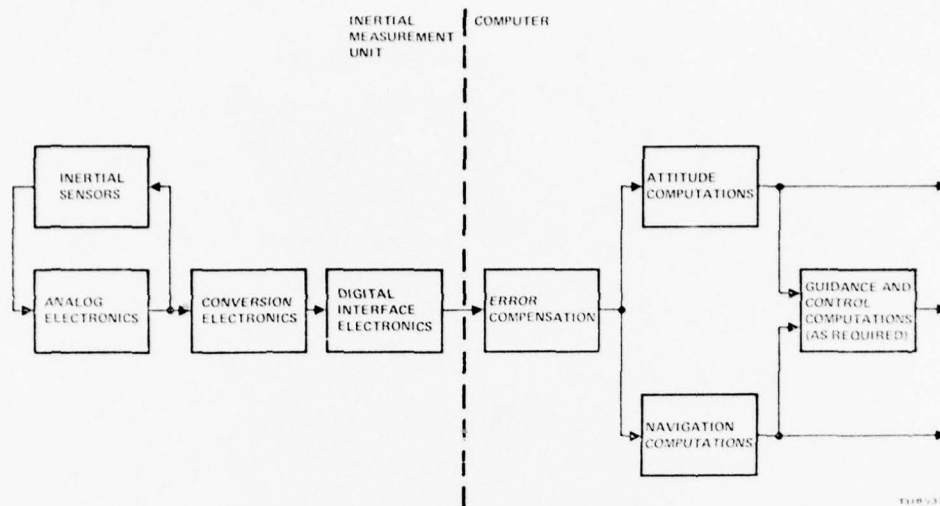 INERTIAL
MEASUREMENT
UNIT
COMPUTER
INERTIAL
SENSORS
ANALOG
ELECTRONICS
CONVERSION
ELECTRONICS
DIGITAL
INTERFACE
ELECTRONICS
ERROR
COMPENSATION
ATTITUDE
COMPUTATIONS
GUIDANCE AND
CONTROL
COMPUTATIONS
(AS REQUIRED)
NAVIGATION
COMPUTATIONS